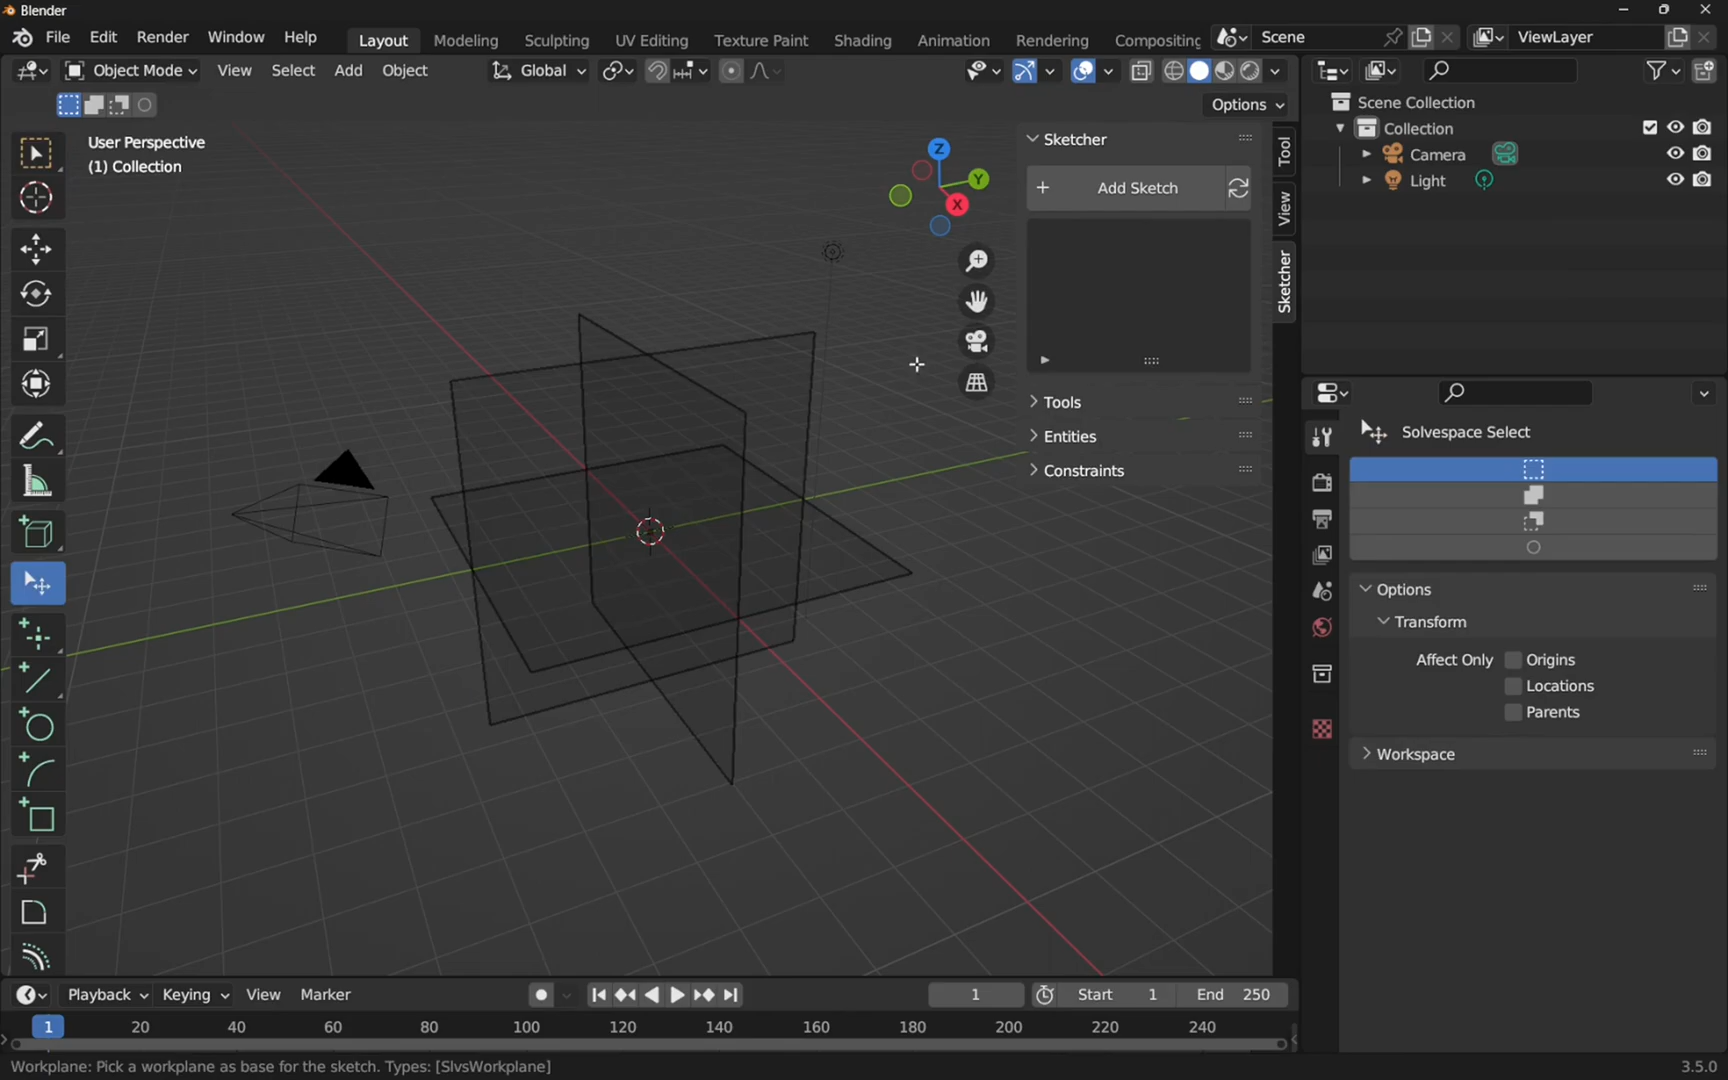 Blender
File Edit Render Window Help Layout Modeling Sculpting UV Editing Texture Paint Shading Animation Rendering Compositing Scene ViewLayer
Object Mode View Select Add Object Global
Options
User Perspective
(1) Collection
Z
Y
X
Sketcher
Add Sketch
Tools
Entities
Constraints
Tool
View
Sketcher
Scene Collection
Collection
Camera
Light
Solvespace Select
Options
Transform
Affect Only Origins
Locations
Parents
Workspace
Playback Keying View Marker 1 Start 1 End 250
1 20 40 60 80 100 120 140 160 180 200 220 240
Workplane: Pick a workplane as base for the sketch. Types: [SlvsWorkplane] 3.5.0